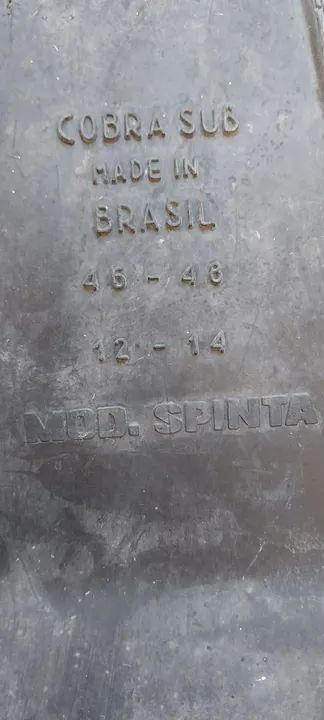 COBRA SUB
MADE IN
BRASIL
46 - 48
12 - 14
MOD. SPINTA